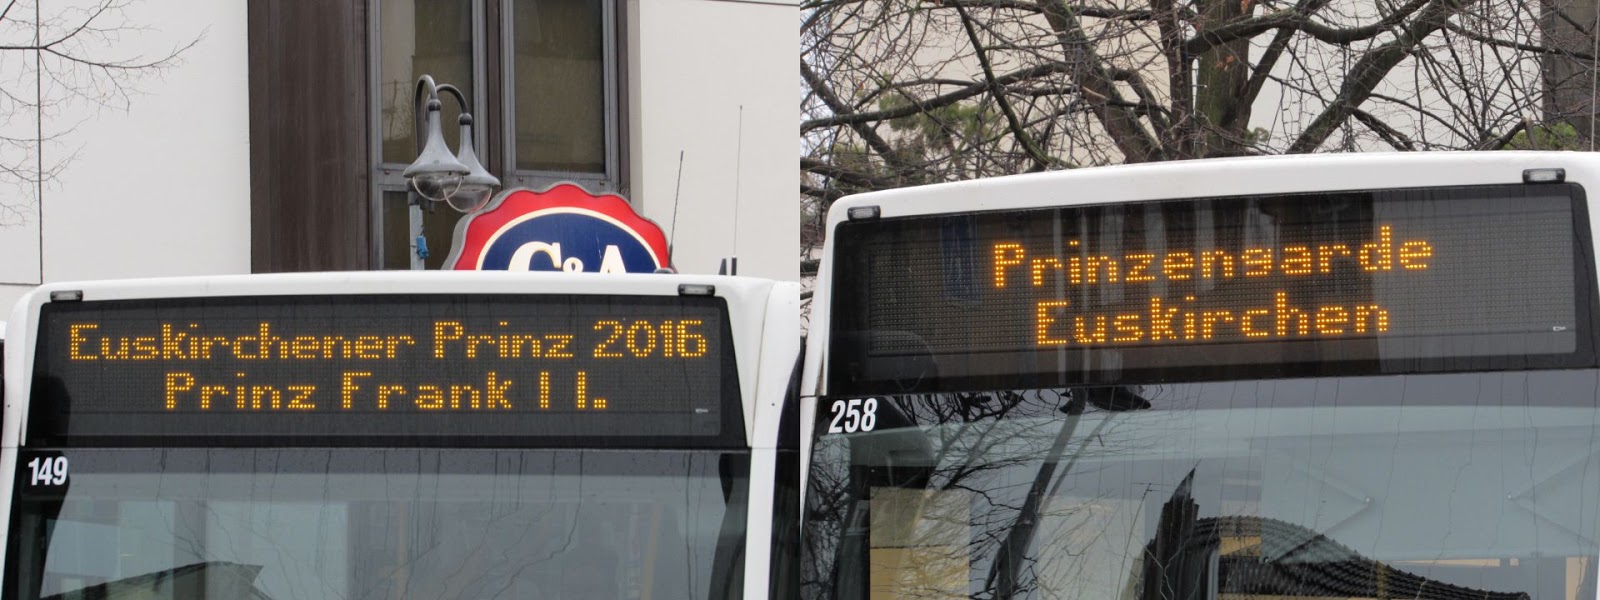 C&A
Euskirchener Prinz 2016
Prinz Frank II.
149
Prinzengarde
Euskirchen
258